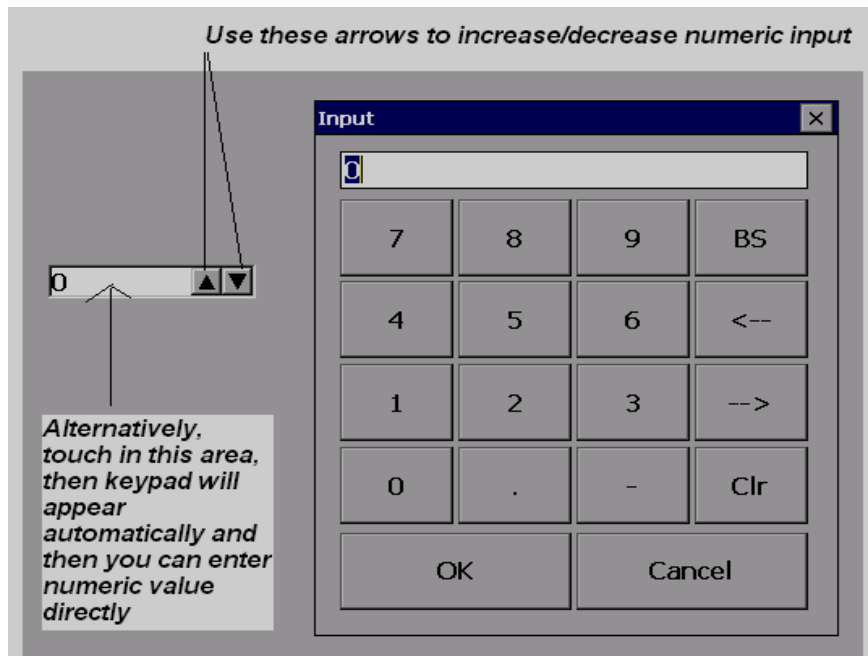 Use these arrows to increase/decrease numeric input
Input
0
7 8 9 BS
4 5 6 <--
1 2 3 -->
0 . - Clr
OK Cancel
0
Alternatively,
touch in this area,
then keypad will
appear
automatically and
then you can enter
numeric value
directly